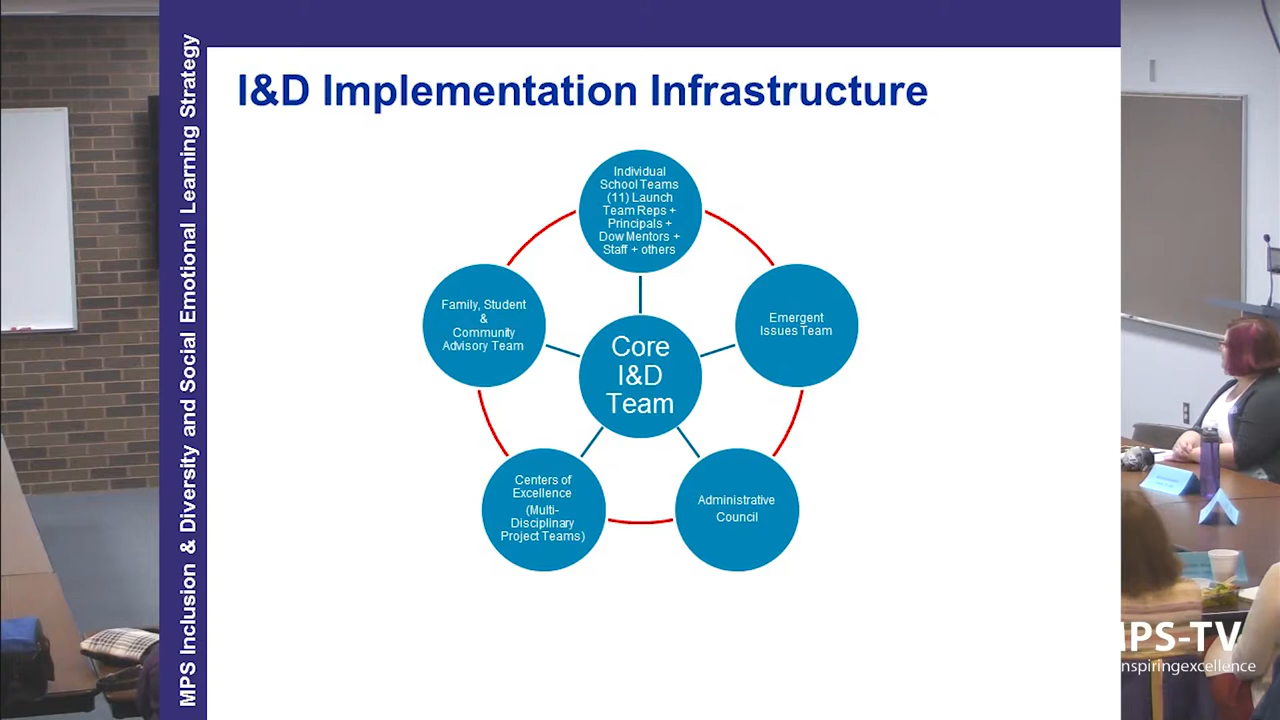 MPS Inclusion & Diversity and Social Emotional Learning Strategy
I&D Implementation Infrastructure
Individual
School Teams
(11) Launch
Team Reps +
Principals +
Dow Mentors +
Staff + others
Family, Student
&
Community
Advisory Team
Emergent
Issues Team
Core
I&D
Team
Centers of
Excellence
(Multi-
Disciplinary
Project Teams)
Administrative
Council
MPS-TV
inspiringexcellence